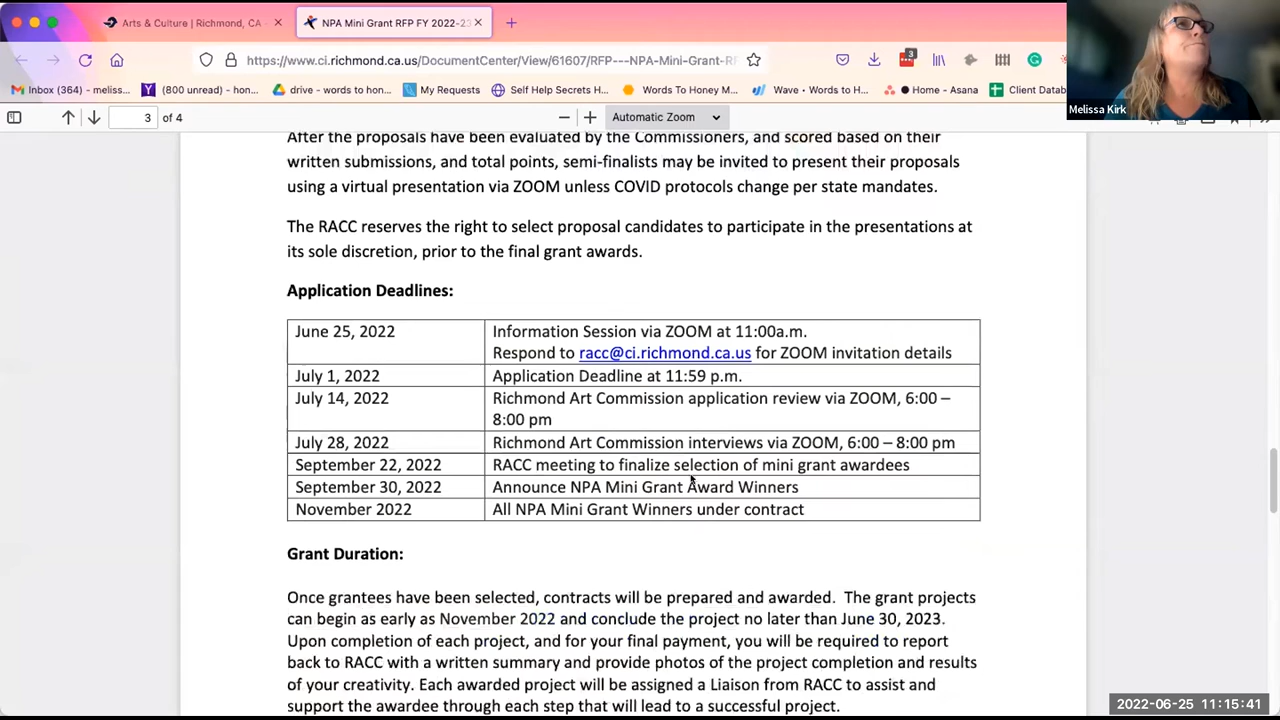 Arts & Culture | Richmond, CA -
NPA Mini Grant RFP FY 2022-23
https://www.ci.richmond.ca.us/DocumentCenter/View/61607/RFP---NPA-Mini-Grant-RF
3
Inbox (364) – meliss...
(800 unread) - hon...
drive - words to hon...
My Requests
Self Help Secrets H...
Words To Honey M...
Wave • Words to H...
Home – Asana
Client Databa
Melissa Kirk
3 of 4
Automatic Zoom
After the proposals have been evaluated by the Commissioners, and scored based on their
written submissions, and total points, semi-finalists may be invited to present their proposals
using a virtual presentation via ZOOM unless COVID protocols change per state mandates.
The RACC reserves the right to select proposal candidates to participate in the presentations at
its sole discretion, prior to the final grant awards.
Application Deadlines:
June 25, 2022 Information Session via ZOOM at 11:00a.m.
Respond to racc@ci.richmond.ca.us for ZOOM invitation details
July 1, 2022 Application Deadline at 11:59 p.m.
July 14, 2022 Richmond Art Commission application review via ZOOM, 6:00 –
8:00 pm
July 28, 2022 Richmond Art Commission interviews via ZOOM, 6:00 – 8:00 pm
September 22, 2022 RACC meeting to finalize selection of mini grant awardees
September 30, 2022 Announce NPA Mini Grant Award Winners
November 2022 All NPA Mini Grant Winners under contract
Grant Duration:
Once grantees have been selected, contracts will be prepared and awarded. The grant projects
can begin as early as November 2022 and conclude the project no later than June 30, 2023.
Upon completion of each project, and for your final payment, you will be required to report
back to RACC with a written summary and provide photos of the project completion and results
of your creativity. Each awarded project will be assigned a Liaison from RACC to assist and
support the awardee through each step that will lead to a successful project.
2022-06-25 11:15:41